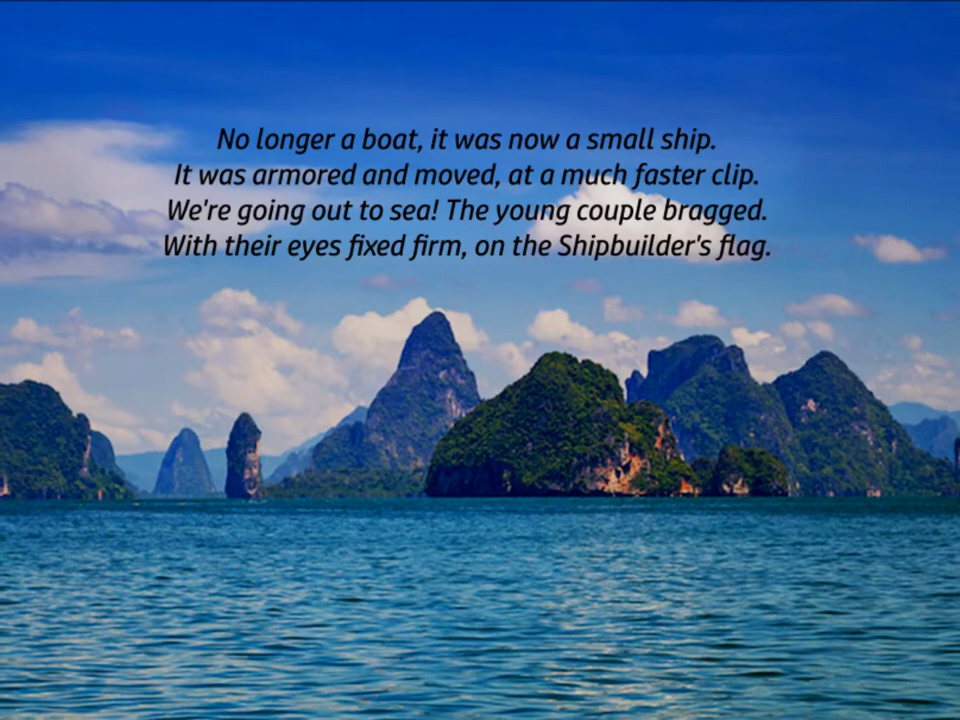 No longer a boat, it was now a small ship.
It was armored and moved, at a much faster clip.
We're going out to sea! The young couple bragged.
With their eyes fixed firm, on the Shipbuilder's flag.